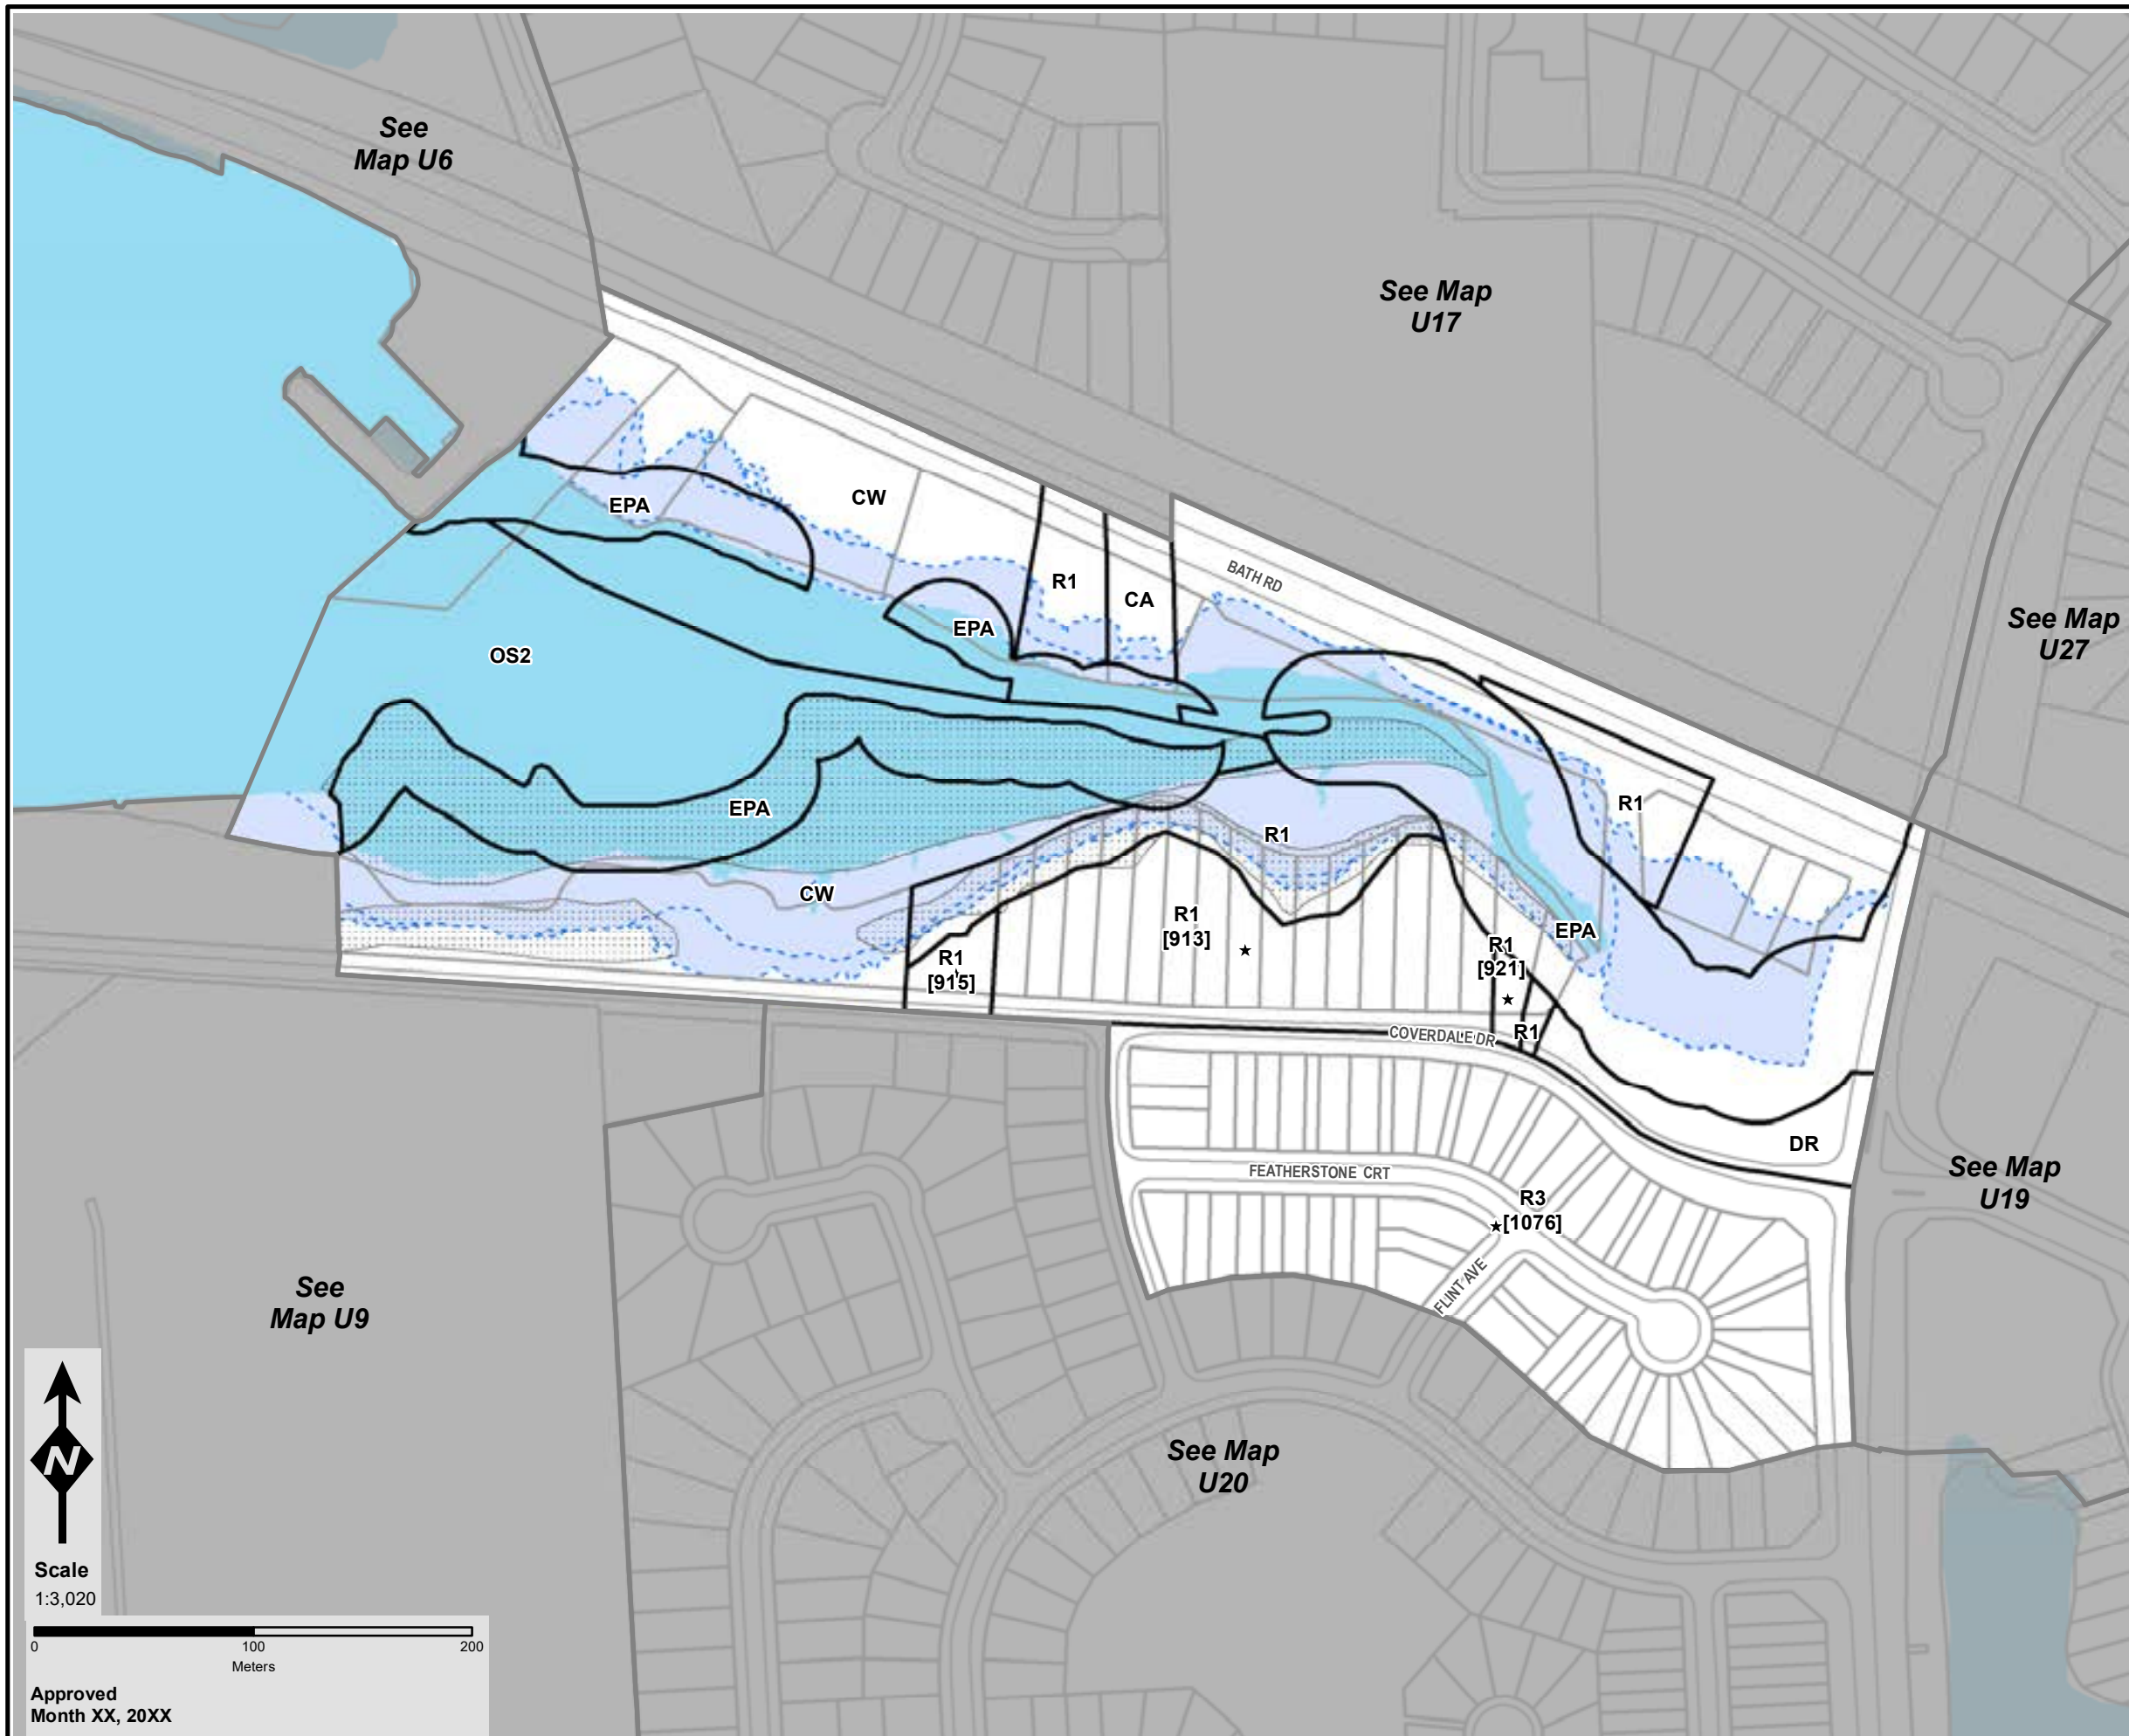 See
Map U6
See Map
U17
See Map
U27
EPA
CW
R1
CA
BATH RD
EPA
OS2
R1
EPA
R1
CW
R1
[913]
EPA
R1
[921]
R1
[915]
R1
COVERDALE DR
DR
FEATHERSTONE CRT
R3
[1076]
FLINT AVE
See Map
U19
See
Map U9
See Map
U20
N
Scale
1:3,020
0 100 200
Meters
Approved
Month XX, 20XX